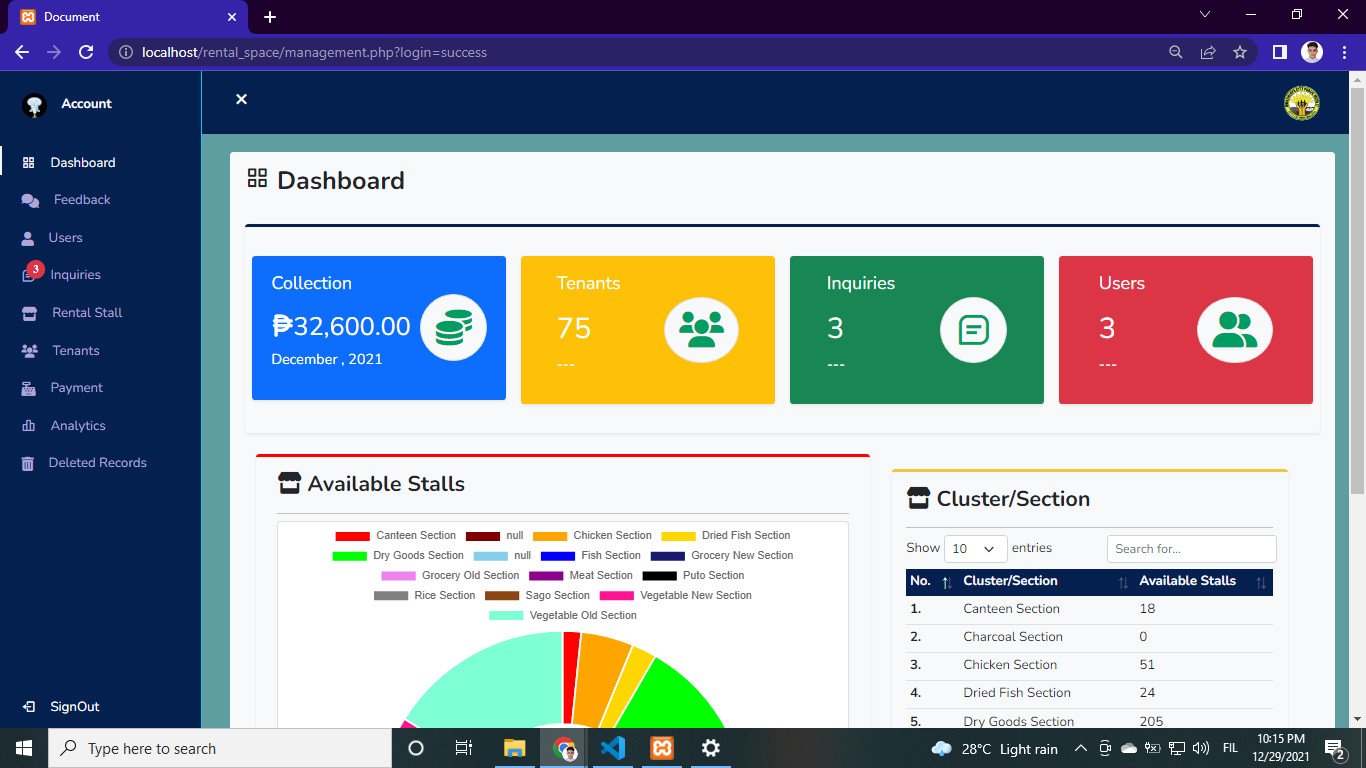 Document
localhost/rental_space/management.php?login=success
Account
Dashboard
Feedback
Users
3
Inquiries
Rental Stall
Tenants
Payment
Analytics
Deleted Records
SignOut
Dashboard
Collection
₱32,600.00
December , 2021
Tenants
75
---
Inquiries
3
---
Users
3
---
Available Stalls
Canteen Section null Chicken Section Dried Fish Section
Dry Goods Section null Fish Section Grocery New Section
Grocery Old Section Meat Section Puto Section
Rice Section Sago Section Vegetable New Section
Vegetable Old Section
Cluster/Section
Show 10 entries Search for...
No. Cluster/Section Available Stalls
1. Canteen Section 18
2. Charcoal Section 0
3. Chicken Section 51
4. Dried Fish Section 24
5. Dry Goods Section 205
Type here to search
28°C Light rain
FIL
10:15 PM
12/29/2021
2